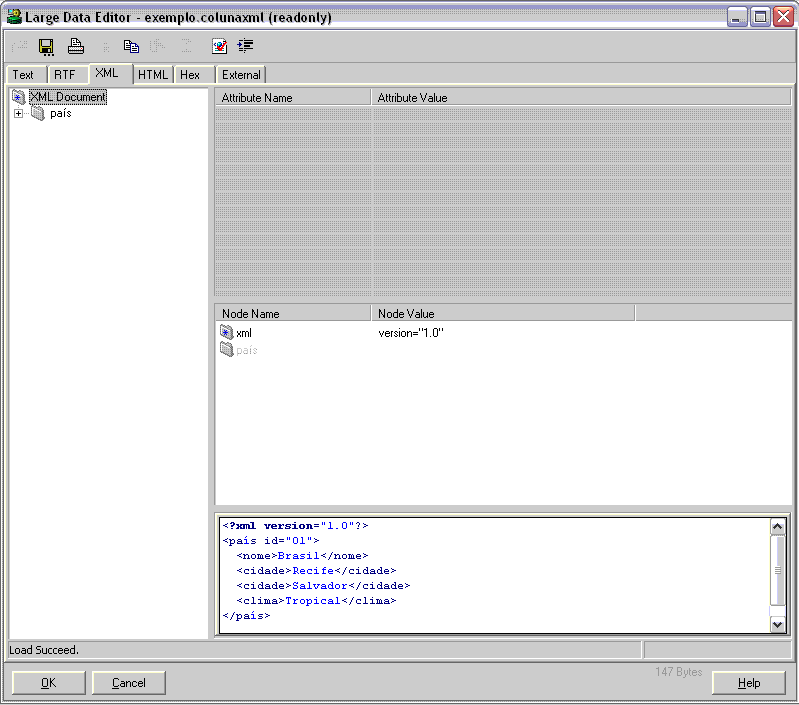 Large Data Editor - exemplo.colunaxml (readonly)
Text RTF XML HTML Hex External
XML Document
país
Attribute Name Attribute Value
Node Name Node Value
xml version="1.0"
país
<?xml version="1.0"?>
<país id="01">
<nome>Brasil</nome>
<cidade>Recife</cidade>
<cidade>Salvador</cidade>
<clima>Tropical</clima>
</país>
Load Succeed.
147 Bytes
OK Cancel Help